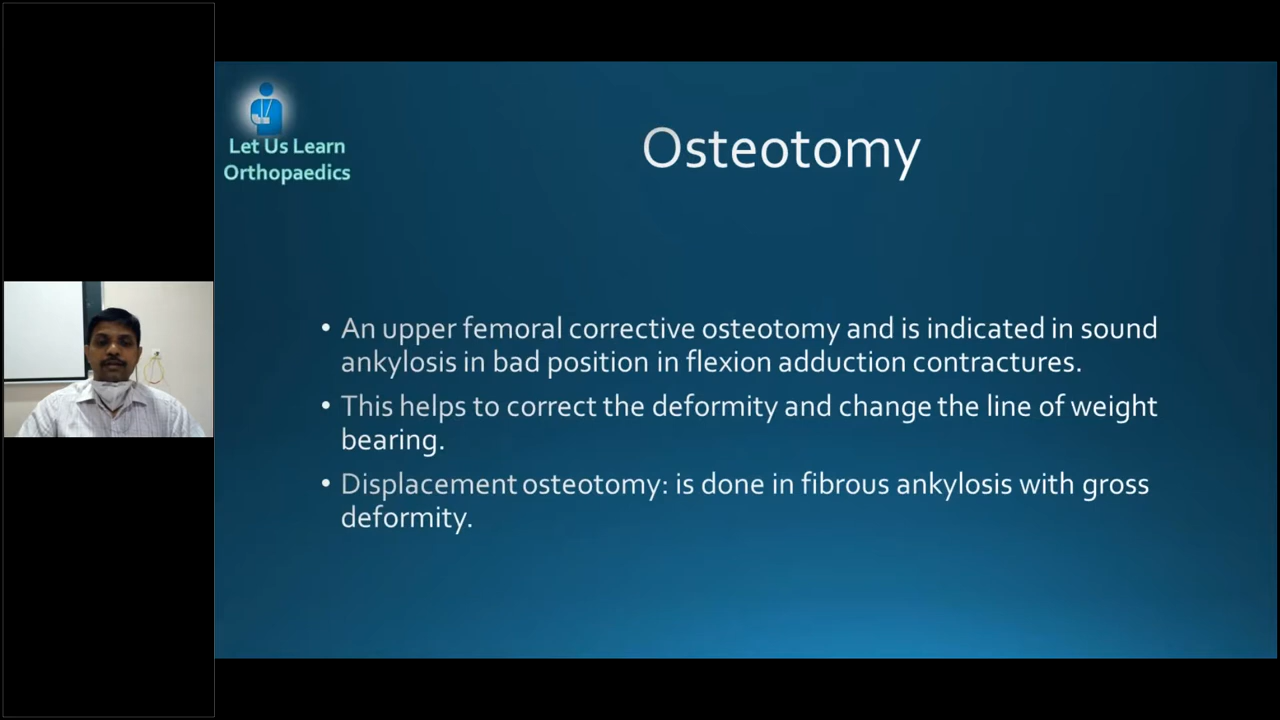 Let Us Learn
Orthopaedics
Osteotomy
• An upper femoral corrective osteotomy and is indicated in sound
ankylosis in bad position in flexion adduction contractures.
• This helps to correct the deformity and change the line of weight
bearing.
• Displacement osteotomy: is done in fibrous ankylosis with gross
deformity.